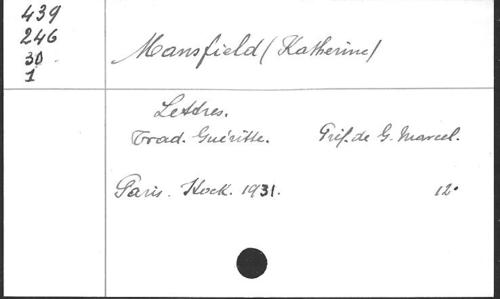 439
246
30
1
Mansfield (Katherine)
Lettres.
Trad. Guéritte. Préf. de G. Marcel.
Paris. Stock. 1931. 12°